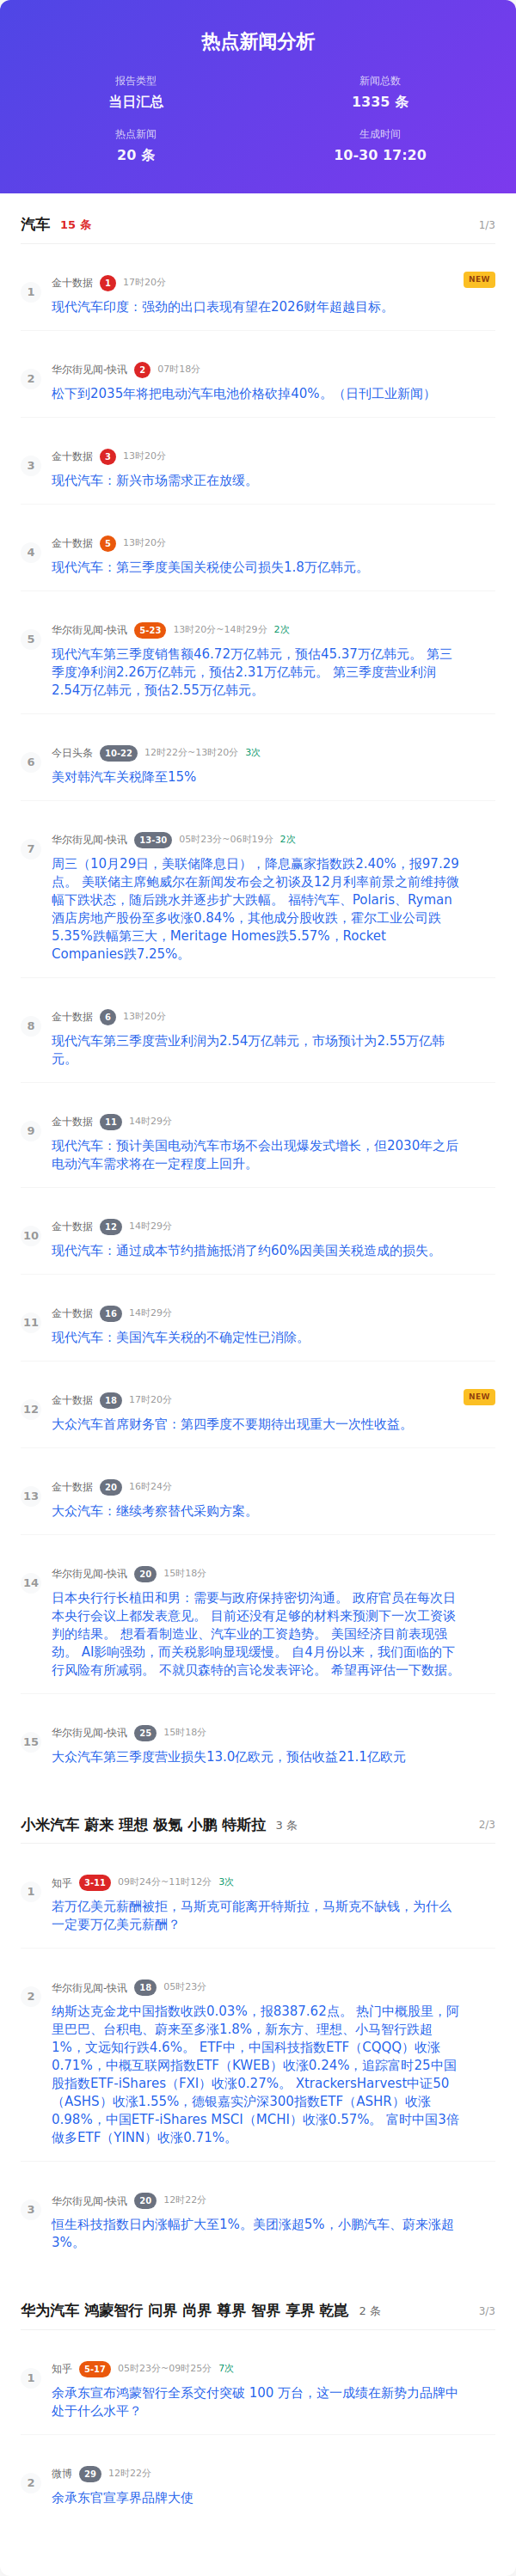 热点新闻分析
报告类型
当日汇总
新闻总数
1335 条
热点新闻
20 条
生成时间
10-30 17:20
汽车 15 条 1/3
1
金十数据 1 17时20分 NEW
现代汽车印度：强劲的出口表现有望在2026财年超越目标。
2
华尔街见闻-快讯 2 07时18分
松下到2035年将把电动汽车电池价格砍掉40%。（日刊工业新闻）
3
金十数据 3 13时20分
现代汽车：新兴市场需求正在放缓。
4
金十数据 5 13时20分
现代汽车：第三季度美国关税使公司损失1.8万亿韩元。
5
华尔街见闻-快讯 5-23 13时20分~14时29分 2次
现代汽车第三季度销售额46.72万亿韩元，预估45.37万亿韩元。 第三
季度净利润2.26万亿韩元，预估2.31万亿韩元。 第三季度营业利润
2.54万亿韩元，预估2.55万亿韩元。
6
今日头条 10-22 12时22分~13时20分 3次
美对韩汽车关税降至15%
7
华尔街见闻-快讯 13-30 05时23分~06时19分 2次
周三（10月29日，美联储降息日），降息赢家指数跌2.40%，报97.29
点。 美联储主席鲍威尔在新闻发布会之初谈及12月利率前景之前维持微
幅下跌状态，随后跳水并逐步扩大跌幅。 福特汽车、Polaris、Ryman
酒店房地产股份至多收涨0.84%，其他成分股收跌，霍尔工业公司跌
5.35%跌幅第三大，Meritage Homes跌5.57%，Rocket
Companies跌7.25%。
8
金十数据 6 13时20分
现代汽车第三季度营业利润为2.54万亿韩元，市场预计为2.55万亿韩
元。
9
金十数据 11 14时29分
现代汽车：预计美国电动汽车市场不会出现爆发式增长，但2030年之后
电动汽车需求将在一定程度上回升。
10
金十数据 12 14时29分
现代汽车：通过成本节约措施抵消了约60%因美国关税造成的损失。
11
金十数据 16 14时29分
现代汽车：美国汽车关税的不确定性已消除。
12
金十数据 18 17时20分 NEW
大众汽车首席财务官：第四季度不要期待出现重大一次性收益。
13
金十数据 20 16时24分
大众汽车：继续考察替代采购方案。
14
华尔街见闻-快讯 20 15时18分
日本央行行长植田和男：需要与政府保持密切沟通。 政府官员在每次日
本央行会议上都发表意见。 目前还没有足够的材料来预测下一次工资谈
判的结果。 想看看制造业、汽车业的工资趋势。 美国经济目前表现强
劲。 AI影响强劲，而关税影响显现缓慢。 自4月份以来，我们面临的下
行风险有所减弱。 不就贝森特的言论发表评论。 希望再评估一下数据。
15
华尔街见闻-快讯 25 15时18分
大众汽车第三季度营业损失13.0亿欧元，预估收益21.1亿欧元
小米汽车 蔚来 理想 极氪 小鹏 特斯拉 3 条 2/3
1
知乎 3-11 09时24分~11时12分 3次
若万亿美元薪酬被拒，马斯克可能离开特斯拉，马斯克不缺钱，为什么
一定要万亿美元薪酬？
2
华尔街见闻-快讯 18 05时23分
纳斯达克金龙中国指数收跌0.03%，报8387.62点。 热门中概股里，阿
里巴巴、台积电、蔚来至多涨1.8%，新东方、理想、小马智行跌超
1%，文远知行跌4.6%。 ETF中，中国科技指数ETF（CQQQ）收涨
0.71%，中概互联网指数ETF（KWEB）收涨0.24%，追踪富时25中国
股指数ETF-iShares（FXI）收涨0.27%。 XtrackersHarvest中证50
（ASHS）收涨1.55%，德银嘉实沪深300指数ETF（ASHR）收涨
0.98%，中国ETF-iShares MSCI（MCHI）收涨0.57%。 富时中国3倍
做多ETF（YINN）收涨0.71%。
3
华尔街见闻-快讯 20 12时22分
恒生科技指数日内涨幅扩大至1%。美团涨超5%，小鹏汽车、蔚来涨超
3%。
华为汽车 鸿蒙智行 问界 尚界 尊界 智界 享界 乾崑 2 条 3/3
1
知乎 5-17 05时23分~09时25分 7次
余承东宣布鸿蒙智行全系交付突破 100 万台，这一成绩在新势力品牌中
处于什么水平？
2
微博 29 12时22分
余承东官宣享界品牌大使